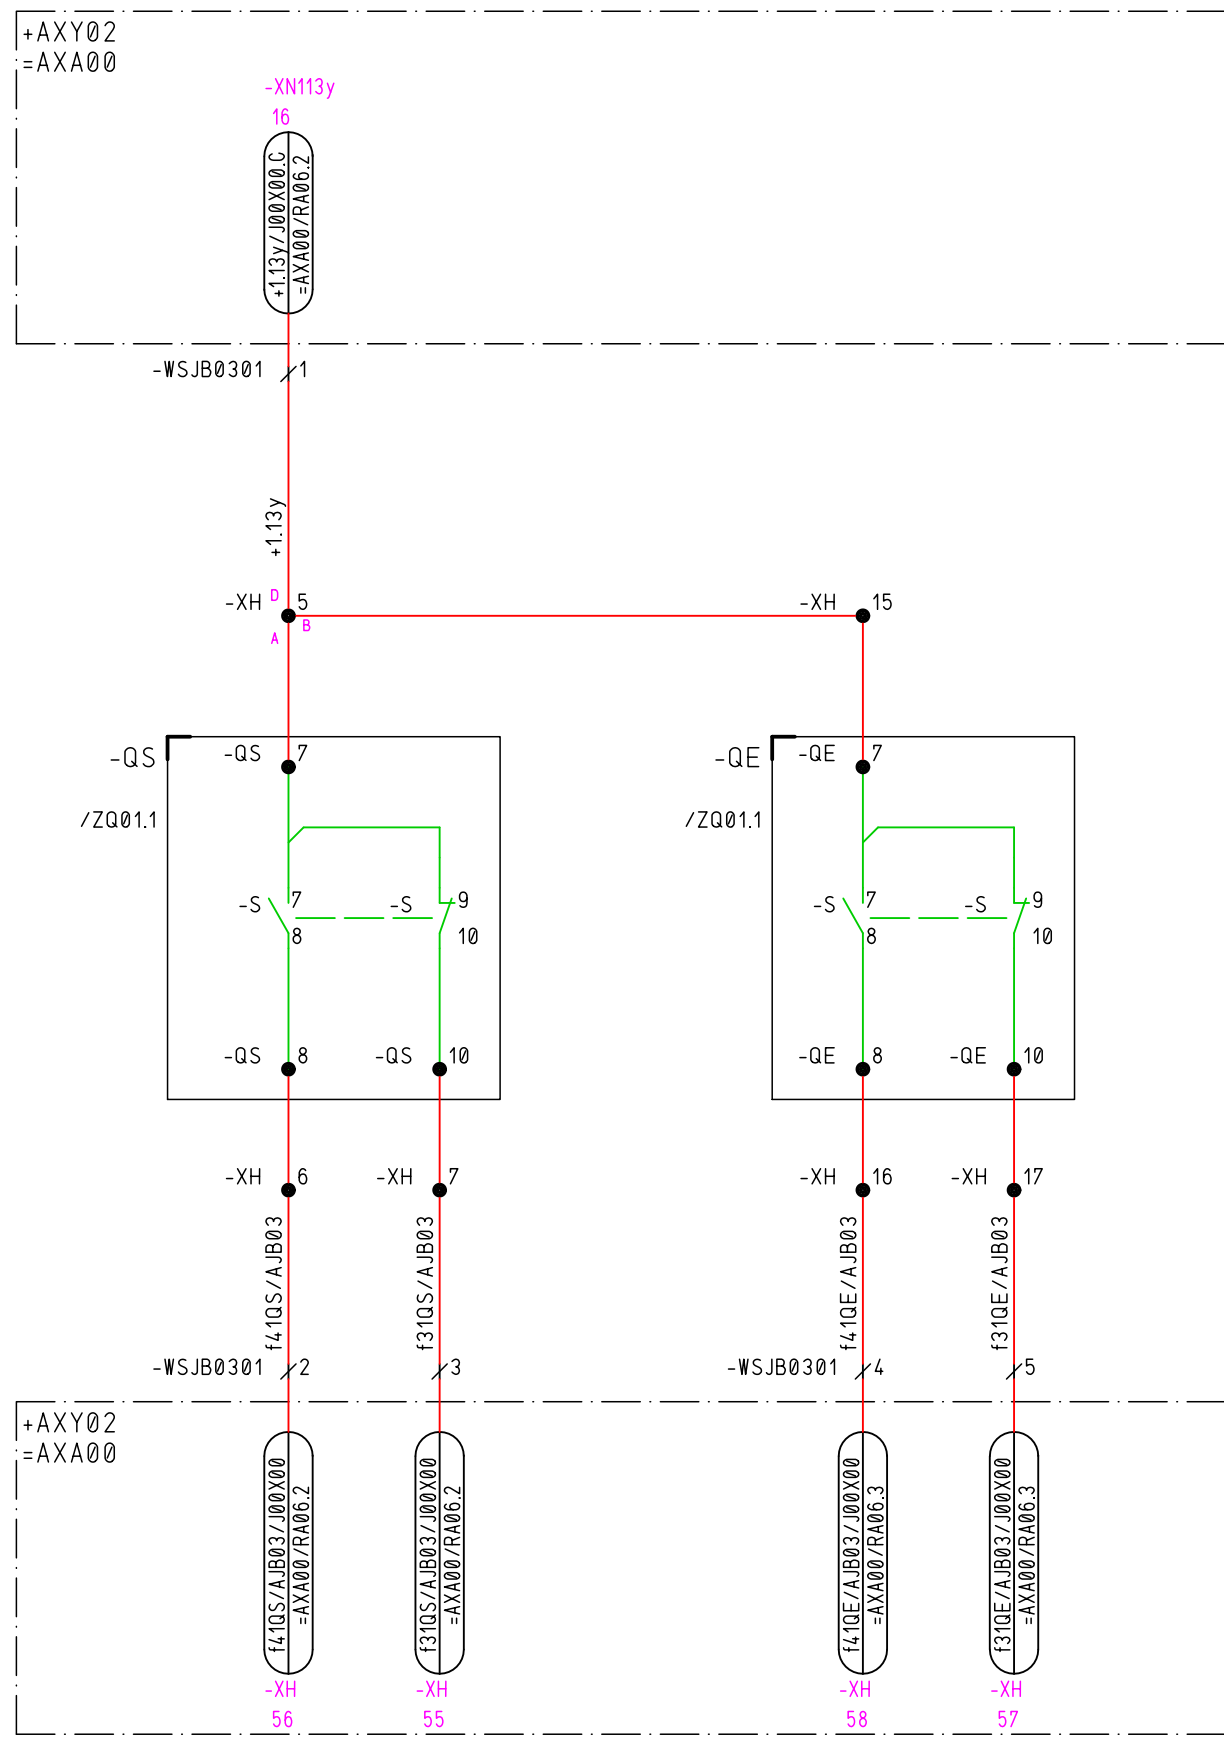 +AXY02
=AXA00
-XN113y
16
+1.13y/J00X00.C
=AXA00/RA06.2
-WSJB0301 1
+1.13y
-XH D 5
A B
-XH 15
-QS
-QS 7
/ZQ01.1
-S 7
8
-S 9
10
-QS 8
-QS 10
-QE
-QE 7
/ZQ01.1
-S 7
8
-S 9
10
-QE 8
-QE 10
-XH 6
-XH 7
-XH 16
-XH 17
f41QS/AJB03
f31QS/AJB03
f41QE/AJB03
f31QE/AJB03
-WSJB0301 2
3
-WSJB0301 4
5
+AXY02
=AXA00
f41QS/AJB03/J00X00
=AXA00/RA06.2
f31QS/AJB03/J00X00
=AXA00/RA06.2
f41QE/AJB03/J00X00
=AXA00/RA06.3
f31QE/AJB03/J00X00
=AXA00/RA06.3
-XH
56
-XH
55
-XH
58
-XH
57